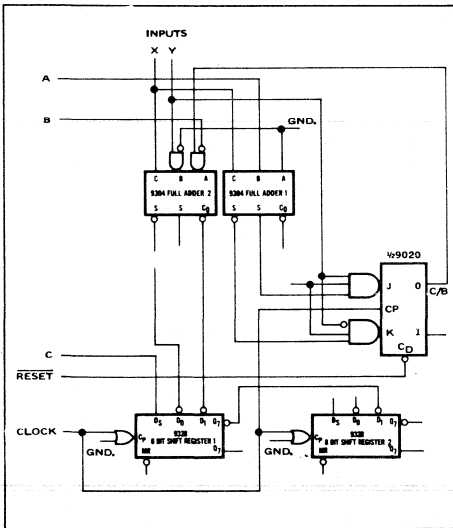 INPUTS
X Y
A
B
GND.
C B A
9304 FULL ADDER 2
S S C0
C B A
9304 FULL ADDER 1
S S C0
½9020
J 0
C/B
CP
K 1
CD
C
RESET
DS D0 D1 Q7
CLOCK
CP
9328
8 BIT SHIFT REGISTER 1
Q7
GND.
MR
DS D0 D1 Q7
CP
9328
8 BIT SHIFT REGISTER 2
Q7
GND.
MR